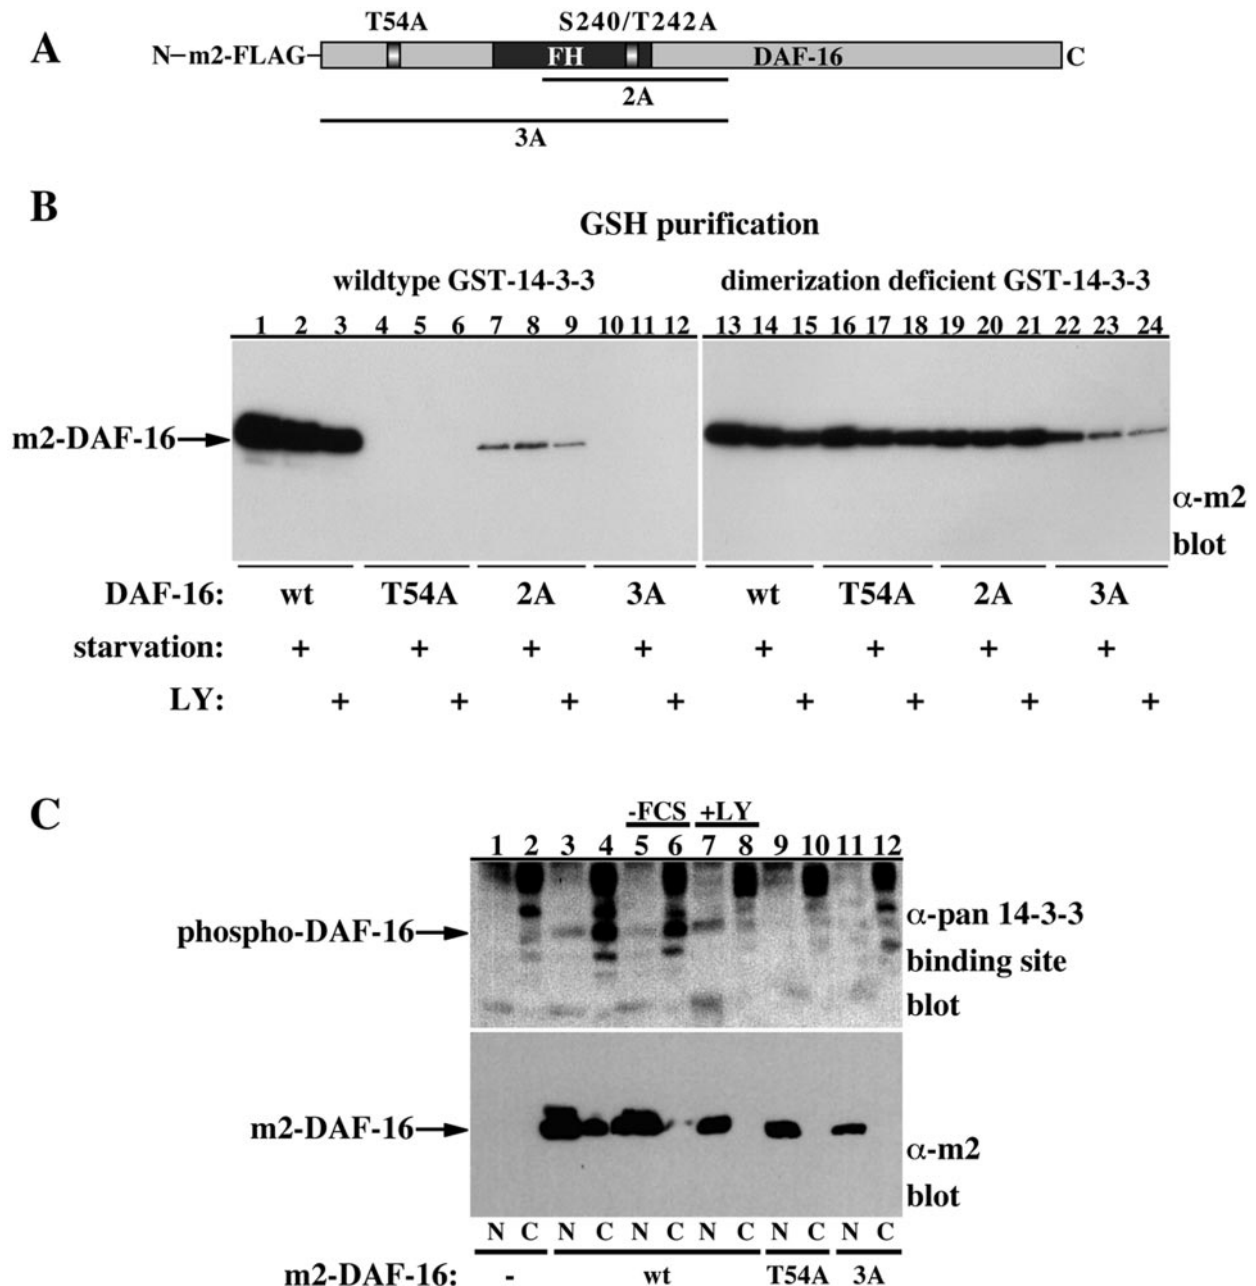 A
T54A S240/T242A
N–m2-FLAG– FH DAF-16 C
2A
3A
B
GSH purification
wildtype GST-14-3-3 dimerization deficient GST-14-3-3
1 2 3 4 5 6 7 8 9 10 11 12 13 14 15 16 17 18 19 20 21 22 23 24
m2-DAF-16
α-m2
blot
DAF-16: wt T54A 2A 3A wt T54A 2A 3A
starvation: + + + + + + + +
LY: + + + + + + + +
C
-FCS +LY
1 2 3 4 5 6 7 8 9 10 11 12
phospho-DAF-16
α-pan 14-3-3
binding site
blot
m2-DAF-16
α-m2
blot
N C N C N C N C N C N C
m2-DAF-16: - wt T54A 3A